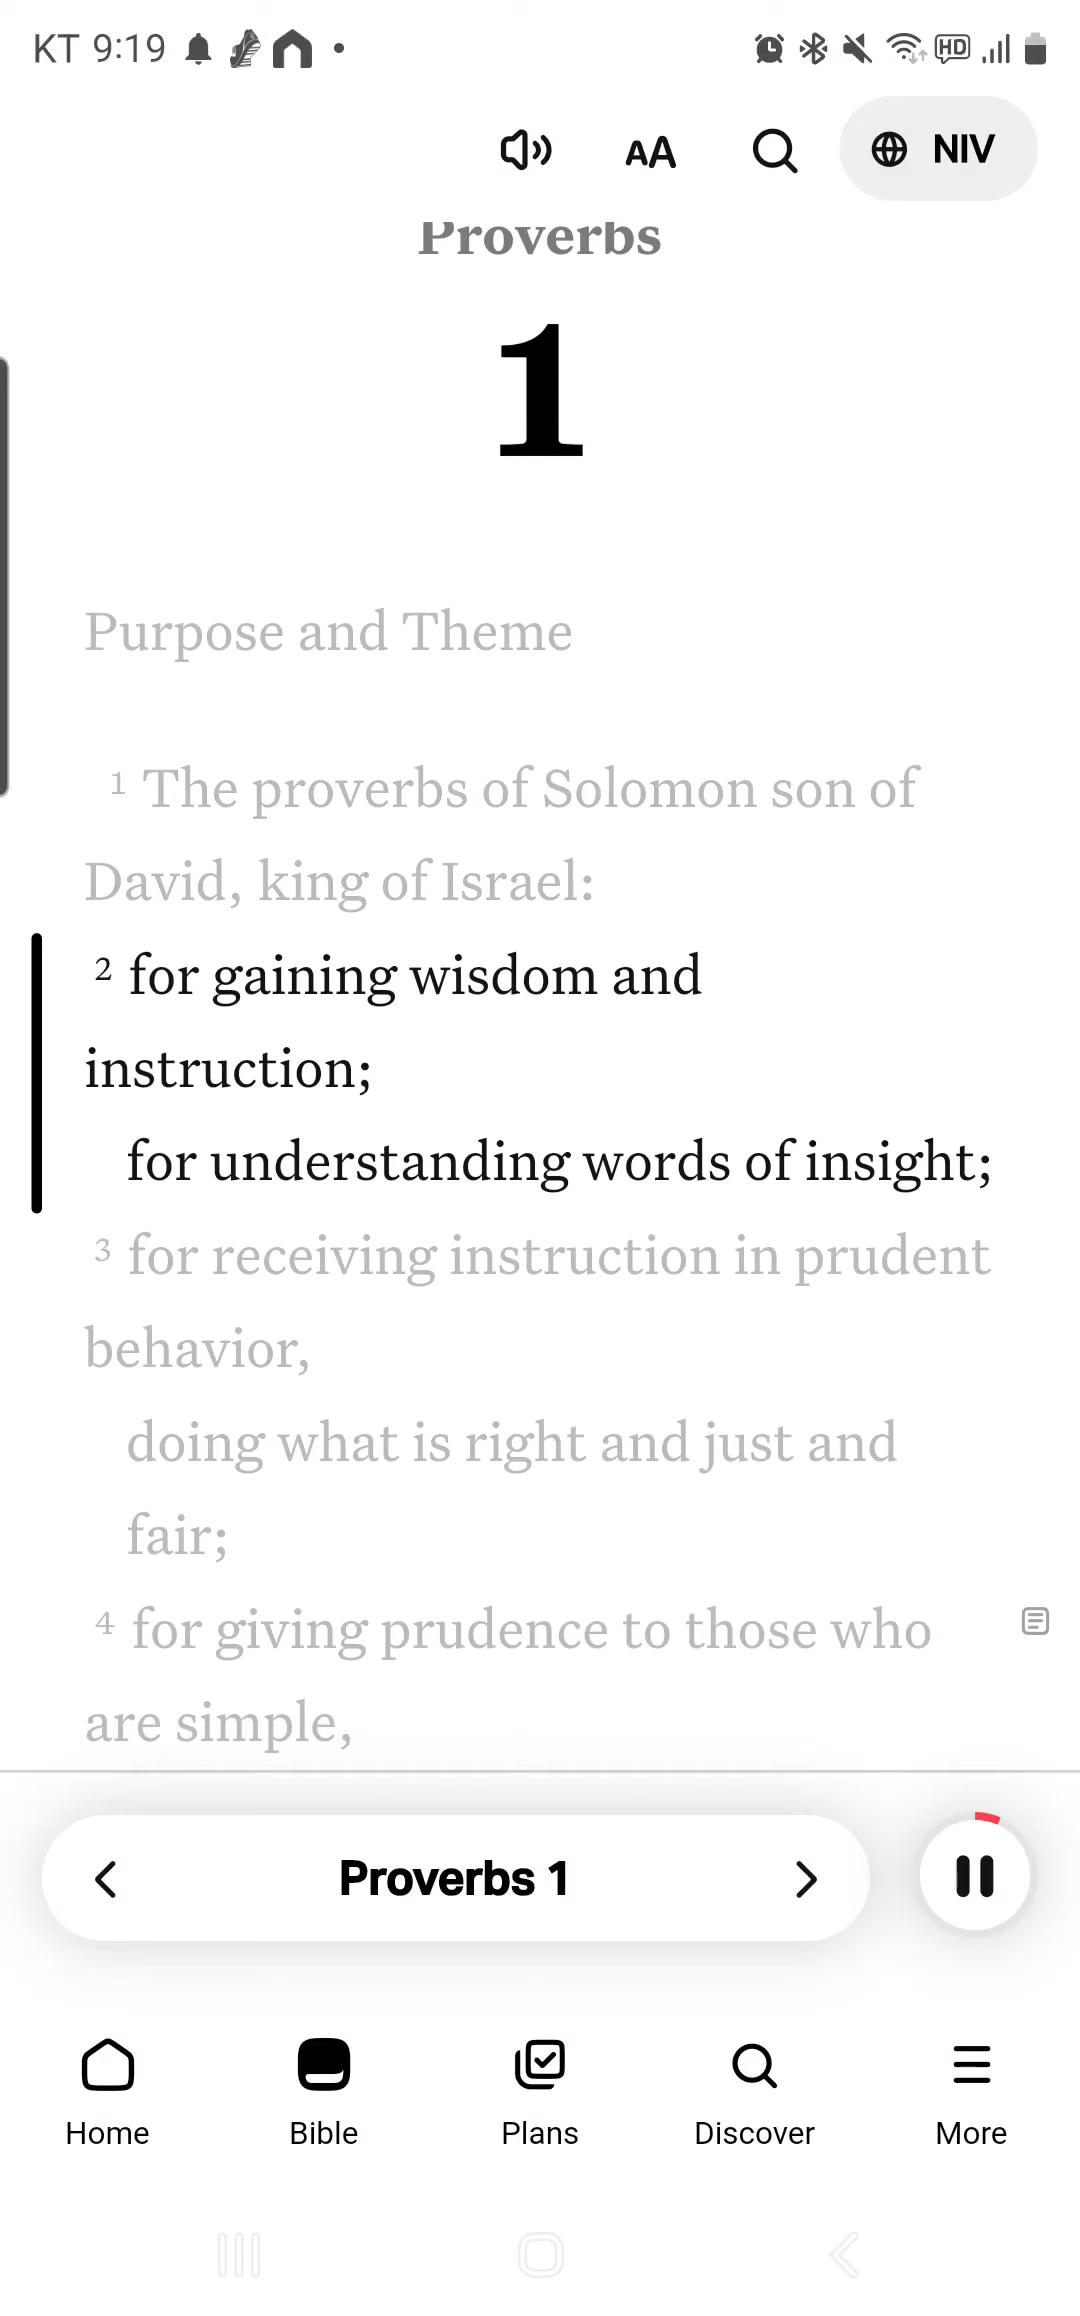 KT 9:19
HD
AA
NIV
Proverbs
1
Purpose and Theme
1 The proverbs of Solomon son of
David, king of Israel:
2 for gaining wisdom and
instruction;
for understanding words of insight;
3 for receiving instruction in prudent
behavior,
doing what is right and just and
fair;
4 for giving prudence to those who
are simple,
Proverbs 1
Home
Bible
Plans
Discover
More